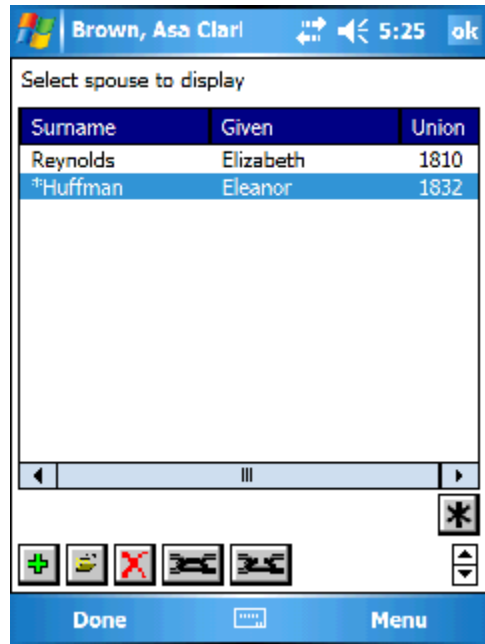 Brown, Asa Clarl 5:25 ok
Select spouse to display
Surname Given Union
Reynolds Elizabeth 1810
*Huffman Eleanor 1832
Done Menu